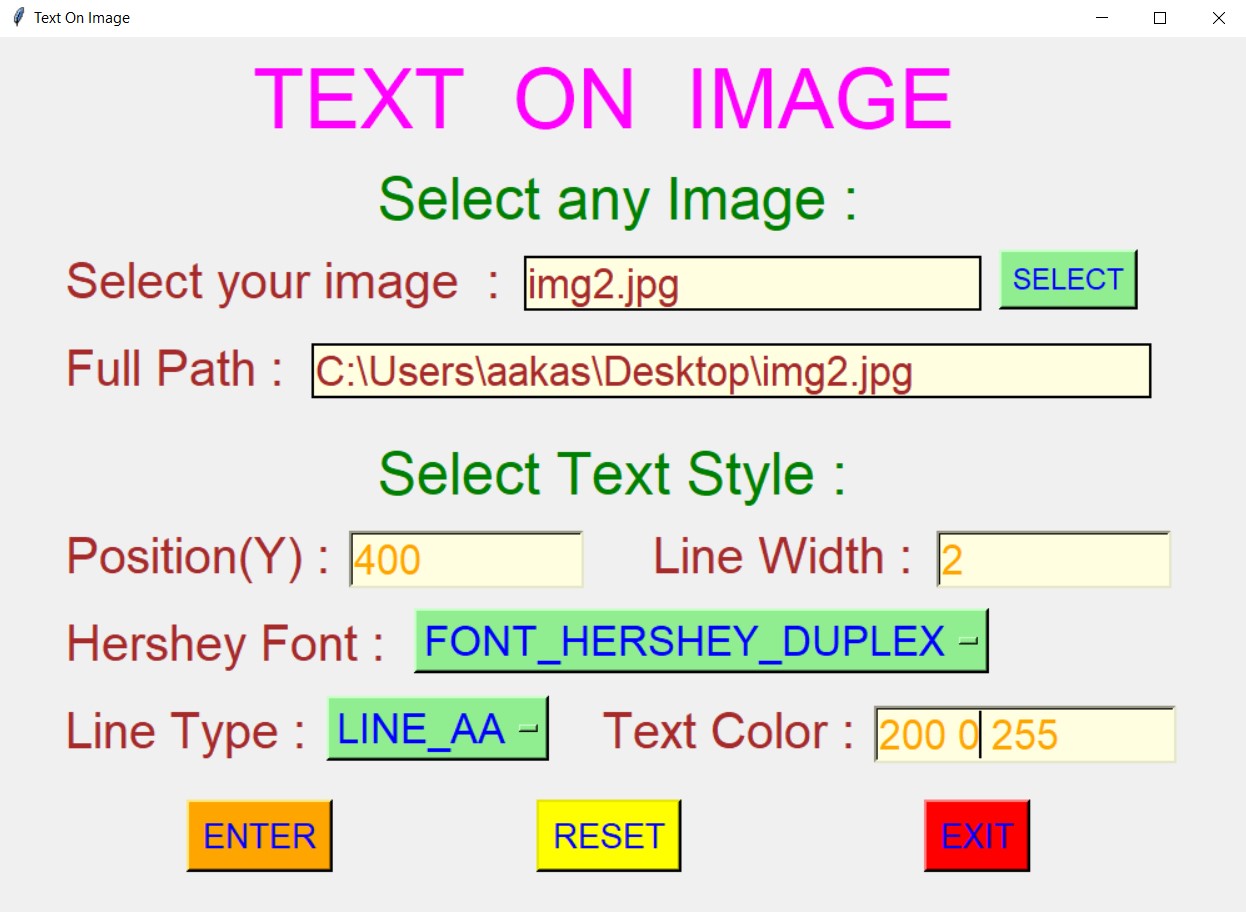 Text On Image
TEXT ON IMAGE
Select any Image :
Select your image : img2.jpg SELECT
Full Path : C:\Users\aakas\Desktop\img2.jpg
Select Text Style :
Position(Y) : 400 Line Width : 2
Hershey Font : FONT_HERSHEY_DUPLEX
Line Type : LINE_AA Text Color : 200 0 255
ENTER RESET EXIT